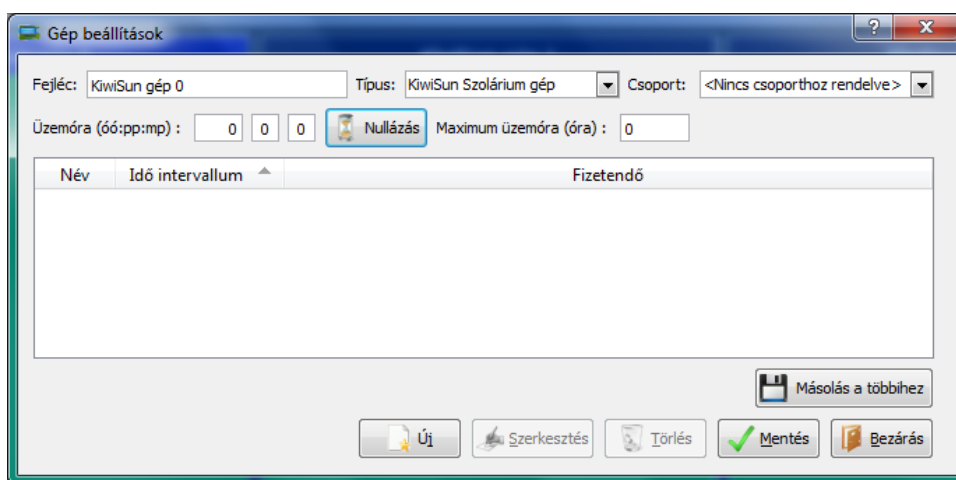 Gép beállítások
Fejléc: KiwiSun gép 0 Típus: KiwiSun Szolárium gép Csoport: <Nincs csoporthoz rendelve>
Üzemóra (óó:pp:mp) : 0 0 0 Nullázás Maximum üzemóra (óra) : 0
Név Idő intervallum Fizetendő
Másolás a többihez
Új Szerkesztés Törlés Mentés Bezárás